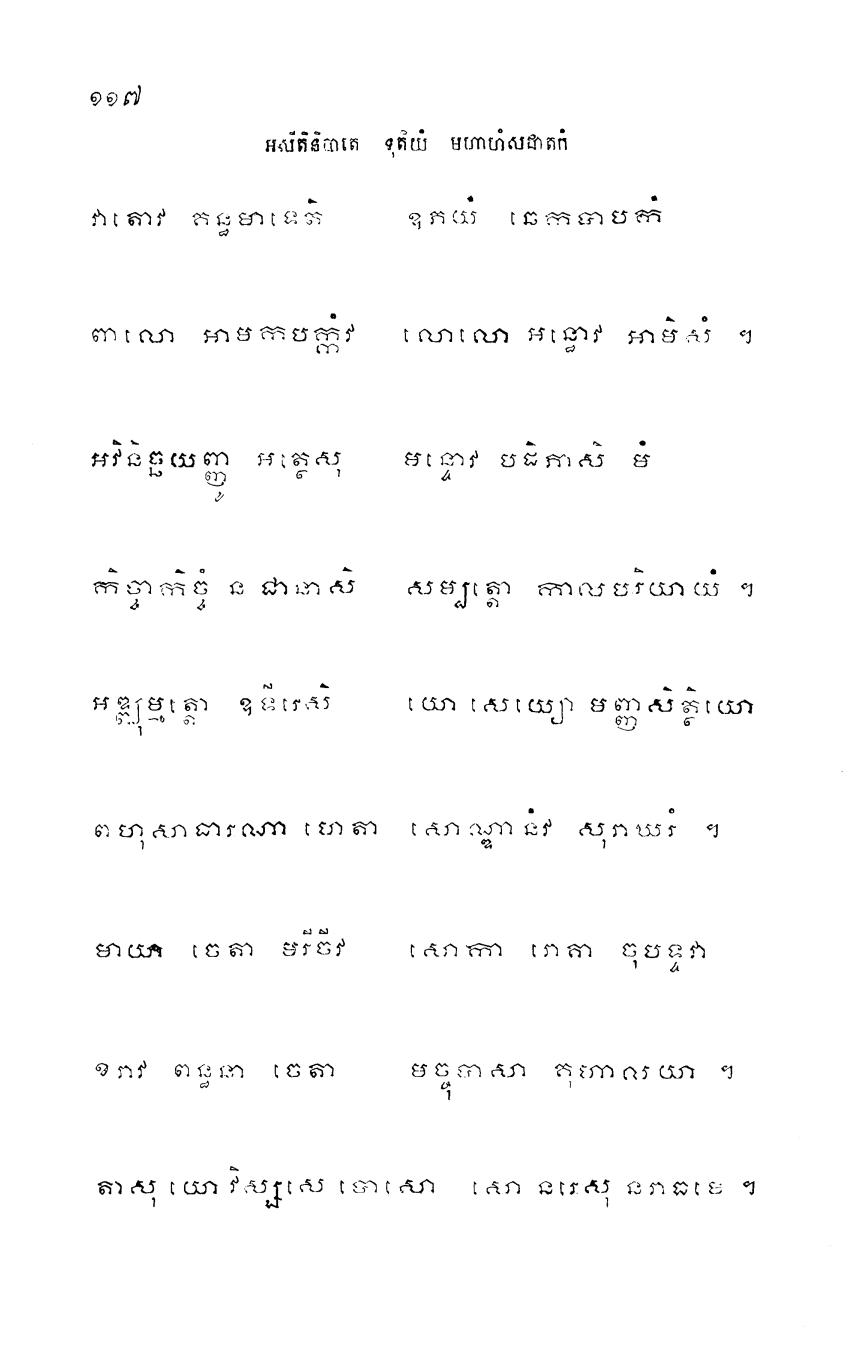 ១១៧
អសីតិនិបាតេ ទុតិយំ មហាហំសជាតកំ
វាតោវ គន្ធមាទេតិ ឧភយំ ឆេកបាបកំ
ពាលោ អាមកបក្កំវ លោលោ អន្ធោវ អាមិសំ ។
អវិនិច្ឆយញ្ញូ អត្ថេសុ មន្ទោវ បដិភាសិ មំ
កិច្ចាកិច្ចំ ន ជានាសិ សម្បត្តោ កាលបរិយាយំ ។
អឌ្ឍុម្មត្តោ ឧទីរេសិ យោ សេយ្យោ មញ្ញសិត្ថិយោ
ពហុសាធារណា ហេតា សោណ្ឌានំវ សុរាឃរំ ។
មាយា ចេតា មរីចីវ សោកា រោគា ចុបទ្ទវា
ខរាវ ពន្ធនា ចេតា មច្ចុបាសា គុហាលយា ។
តាសុ យោ វិស្សសេ បោសោ សោ នរេសុ នរាធមេ ។